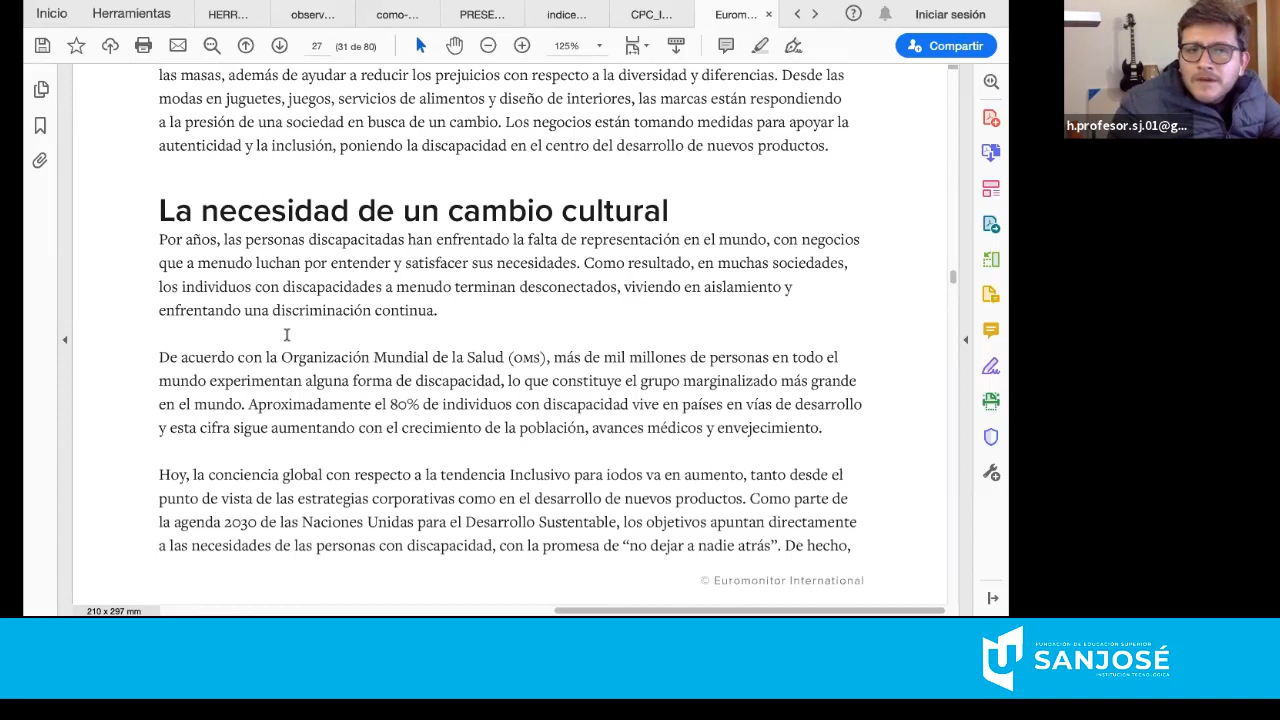 Inicio Herramientas HERR... observ... como-... PRESE... indice... CPC_I... Euromo... × ? Iniciar sesión
27 (31 de 80) 125% Compartir
las masas, además de ayudar a reducir los prejuicios con respecto a la diversidad y diferencias. Desde las
modas en juguetes, juegos, servicios de alimentos y diseño de interiores, las marcas están respondiendo
a la presión de una sociedad en busca de un cambio. Los negocios están tomando medidas para apoyar la
autenticidad y la inclusión, poniendo la discapacidad en el centro del desarrollo de nuevos productos.
La necesidad de un cambio cultural
Por años, las personas discapacitadas han enfrentado la falta de representación en el mundo, con negocios
que a menudo luchan por entender y satisfacer sus necesidades. Como resultado, en muchas sociedades,
los individuos con discapacidades a menudo terminan desconectados, viviendo en aislamiento y
enfrentando una discriminación continua.
De acuerdo con la Organización Mundial de la Salud (OMS), más de mil millones de personas en todo el
mundo experimentan alguna forma de discapacidad, lo que constituye el grupo marginalizado más grande
en el mundo. Aproximadamente el 80% de individuos con discapacidad vive en países en vías de desarrollo
y esta cifra sigue aumentando con el crecimiento de la población, avances médicos y envejecimiento.
Hoy, la conciencia global con respecto a la tendencia Inclusivo para iodos va en aumento, tanto desde el
punto de vista de las estrategias corporativas como en el desarrollo de nuevos productos. Como parte de
la agenda 2030 de las Naciones Unidas para el Desarrollo Sustentable, los objetivos apuntan directamente
a las necesidades de las personas con discapacidad, con la promesa de “no dejar a nadie atrás”. De hecho,
© Euromonitor International
210 x 297 mm
h.profesor.sj.01@g...
FUNDACIÓN DE EDUCACIÓN SUPERIOR
SANJOSÉ
INSTITUCIÓN TECNOLÓGICA